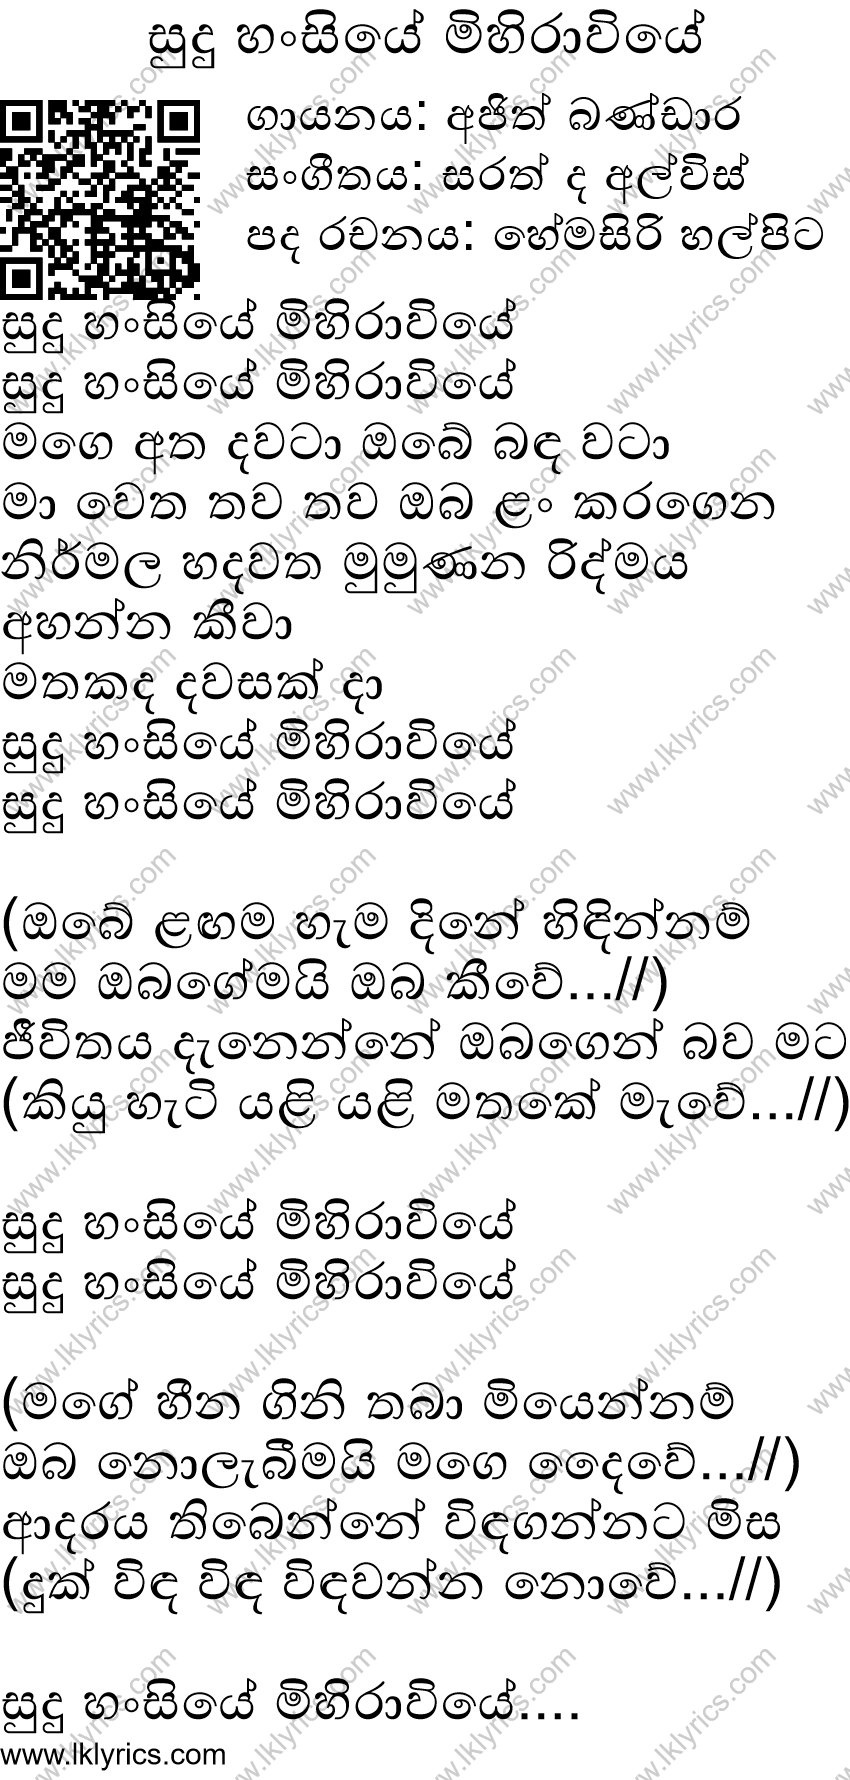 සුදු හංසියේ මිහිරාවියේ
ගායනය: අජිත් බණ්ඩාර
සංගීතය: සරත් ද අල්විස්
පද රචනය: හේමසිරි හල්පිට
සුදු හංසියේ මිහිරාවියේ
සුදු හංසියේ මිහිරාවියේ
මගෙ අත දවටා ඔබේ බඳ වටා
මා වෙත තව තව ඔබ ළං කරගෙන
නිර්මල හදවත මුමුණන රිද්මය
අහන්න කීවා
මතකද දවසක් දා
සුදු හංසියේ මිහිරාවියේ
සුදු හංසියේ මිහිරාවියේ
(ඔබේ ළඟම හැම දිනේ හිඳින්නම්
මම ඔබගේමයි ඔබ කීවේ...//)
ජීවිතය දැනෙන්නේ ඔබගෙන් බව මට
(කියූ හැටි යළි යළි මතකේ මැවේ...//)
සුදු හංසියේ මිහිරාවියේ
සුදු හංසියේ මිහිරාවියේ
(මගේ හීන ගිනි තබා මියෙන්නම්
ඔබ නොලැබීමයි මගෙ දෛවේ...//)
ආදරය තිබෙන්නේ විඳගන්නට මිස
(දුක් විඳ විඳ විඳවන්න නොවේ...//)
සුදු හංසියේ මිහිරාවියේ....
www.lklyrics.com